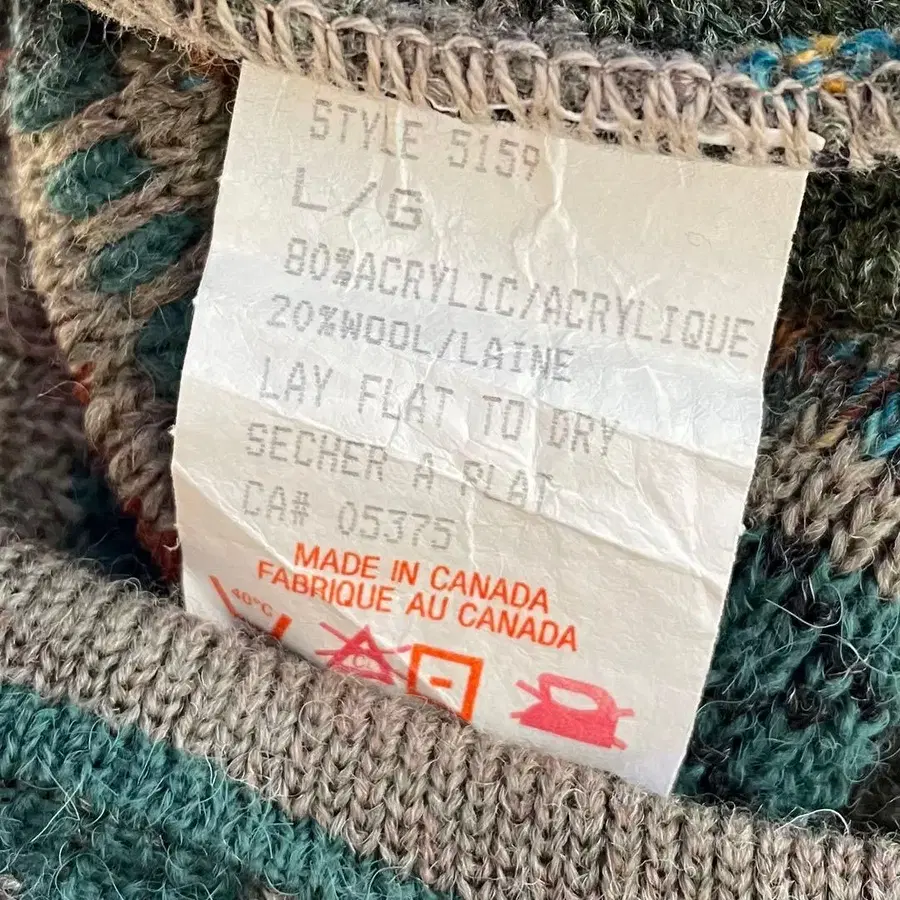 STYLE 5159
L/G
80%ACRYLIC/ACRYLIQUE
20%WOOL/LAINE
LAY FLAT TO DRY
SECHER A PLAT
CA# 05375
MADE IN CANADA
FABRIQUE AU CANADA
40°C
CL